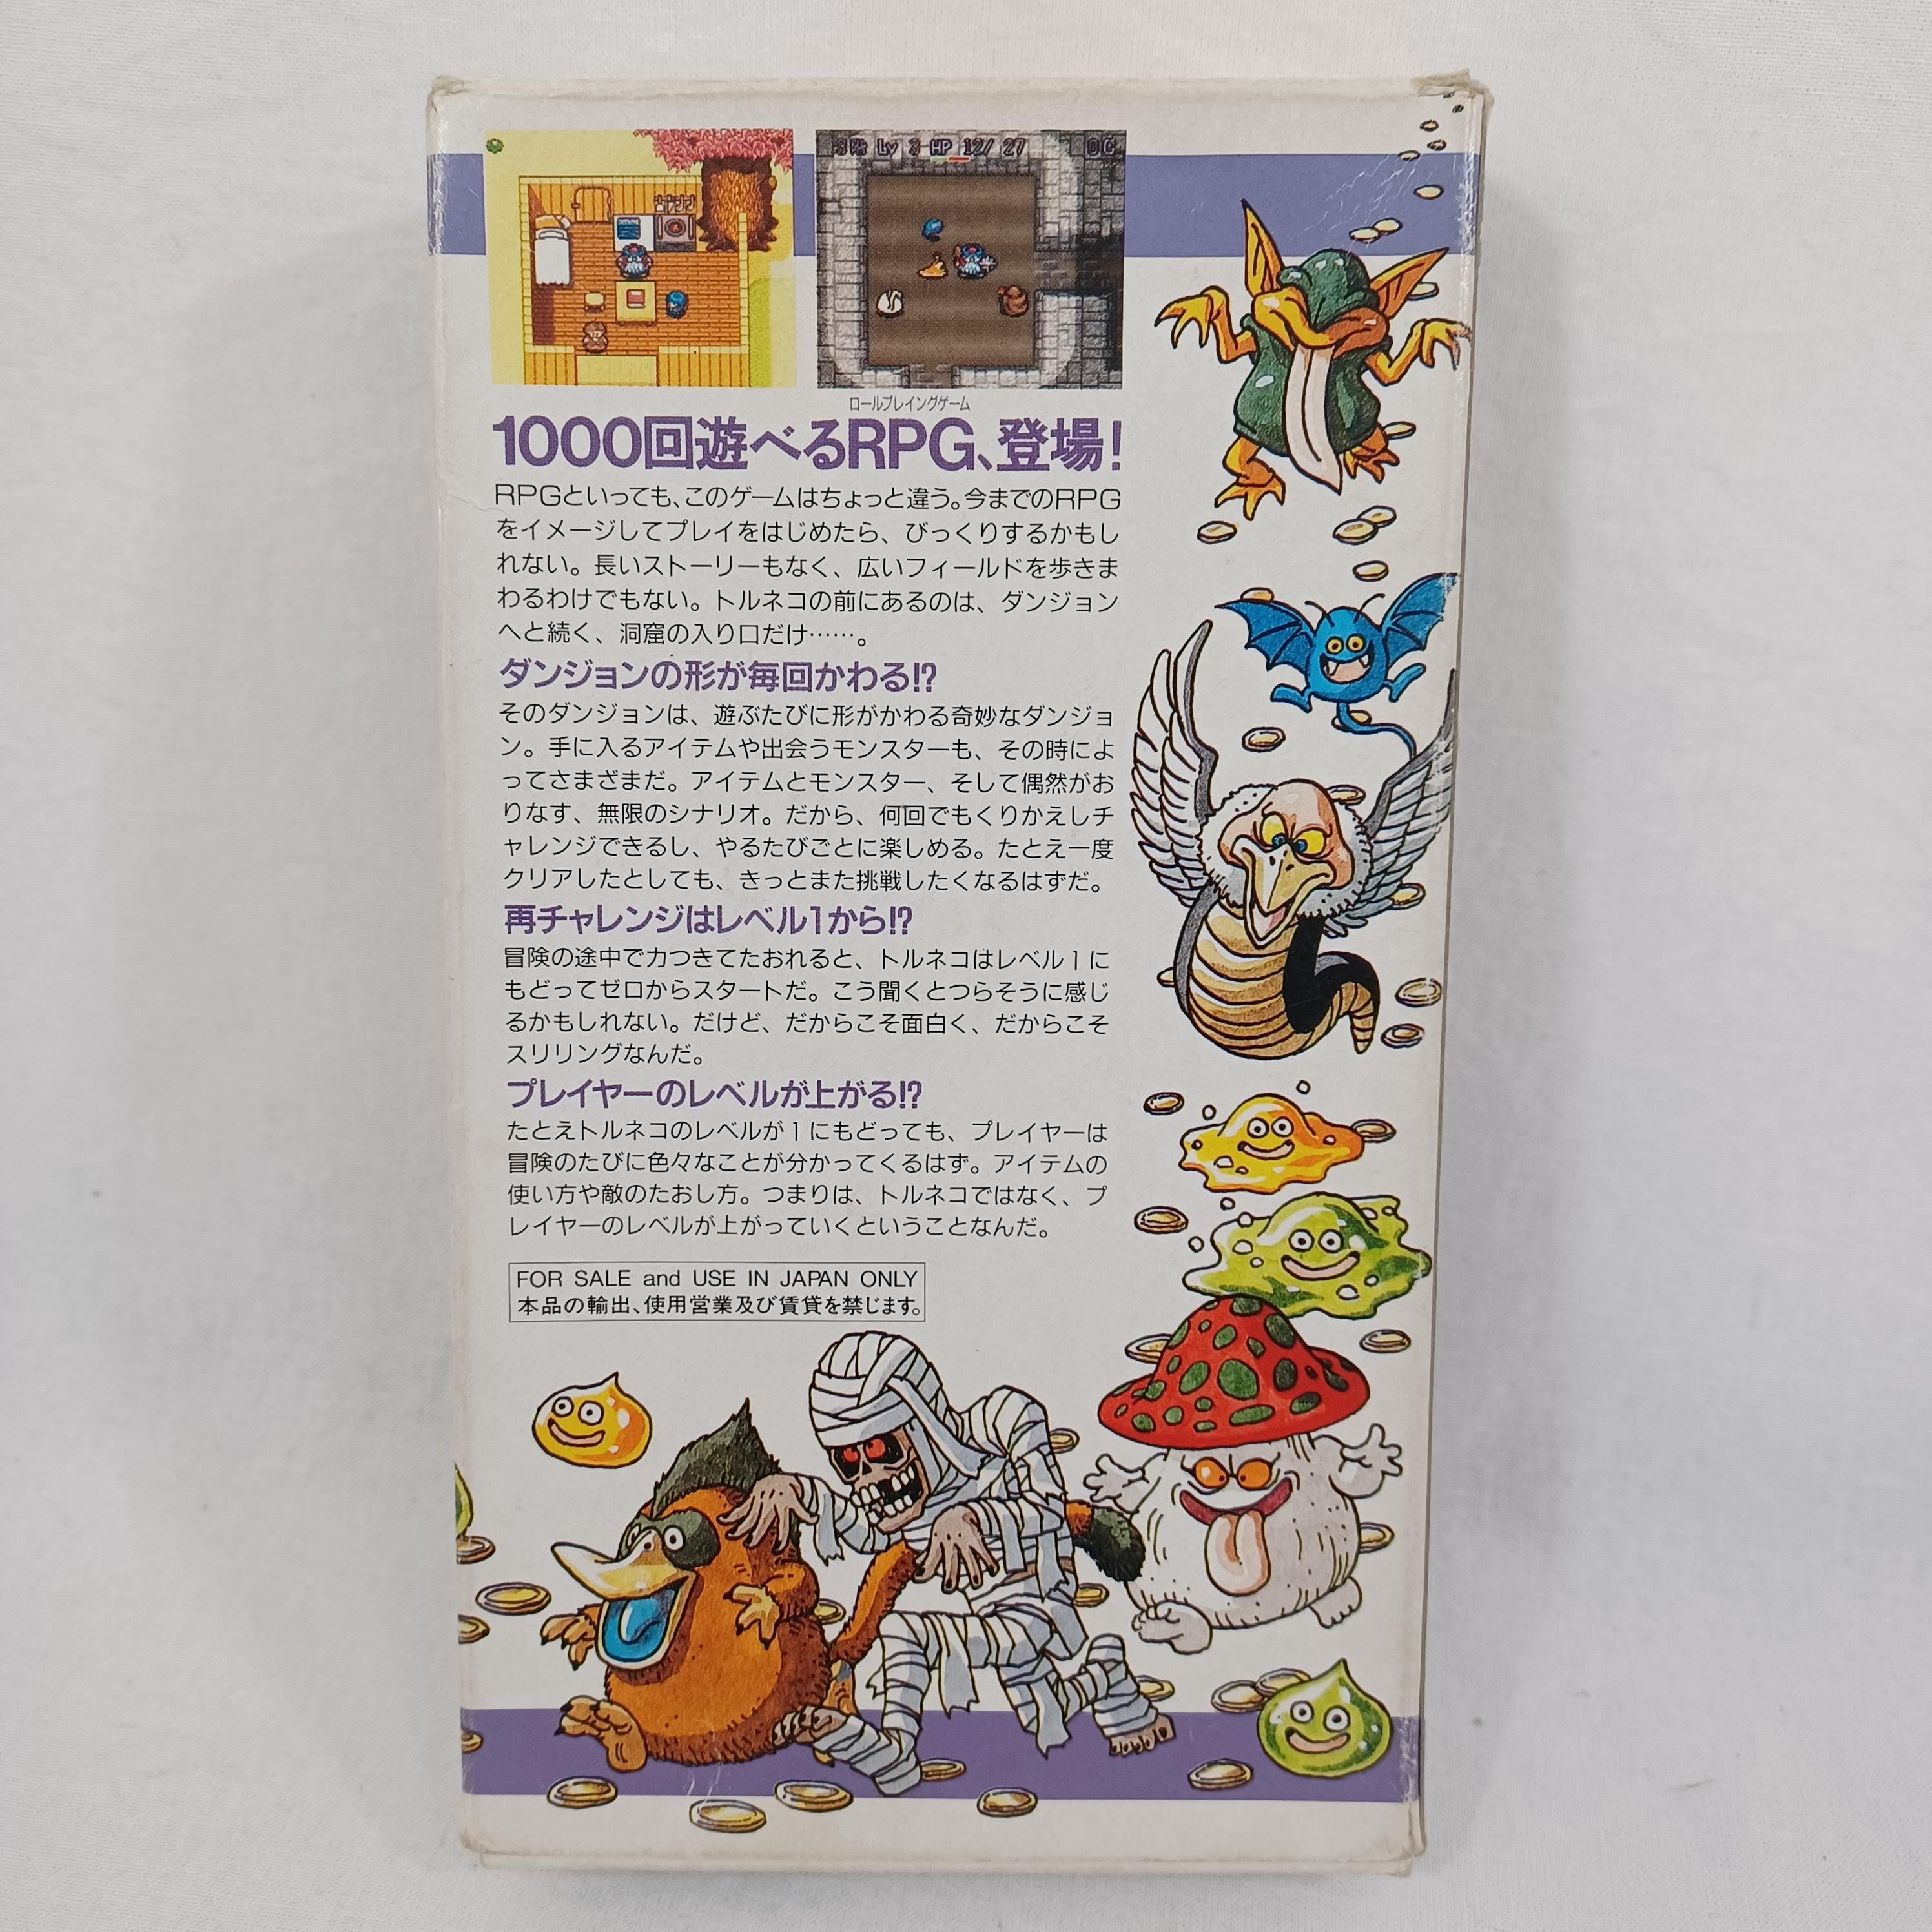 3F Lv 3 HP 12/ 27 0G
ロールプレイングゲーム
1000回遊べるRPG、登場!
RPGといっても、このゲームはちょっと違う。今までのRPG
をイメージしてプレイをはじめたら、びっくりするかもし
れない。長いストーリーもなく、広いフィールドを歩きま
わるわけでもない。トルネコの前にあるのは、ダンジョン
へと続く、洞窟の入り口だけ……。
ダンジョンの形が毎回かわる!?
そのダンジョンは、遊ぶたびに形がかわる奇妙なダンジョ
ン。手に入るアイテムや出会うモンスターも、その時によ
ってさまざまだ。アイテムとモンスター、そして偶然がお
りなす、無限のシナリオ。だから、何回でもくりかえしチ
ャレンジできるし、やるたびごとに楽しめる。たとえ一度
クリアしたとしても、きっとまた挑戦したくなるはずだ。
再チャレンジはレベル1から!?
冒険の途中で力つきてたおれると、トルネコはレベル1に
もどってゼロからスタートだ。こう聞くとつらそうに感じ
るかもしれない。だけど、だからこそ面白く、だからこそ
スリリングなんだ。
プレイヤーのレベルが上がる!?
たとえトルネコのレベルが1にもどっても、プレイヤーは
冒険のたびに色々なことが分かってくるはず。アイテムの
使い方や敵のたおし方。つまりは、トルネコではなく、プ
レイヤーのレベルが上がっていくということなんだ。
FOR SALE and USE IN JAPAN ONLY
本品の輸出、使用営業及び賃貸を禁じます。